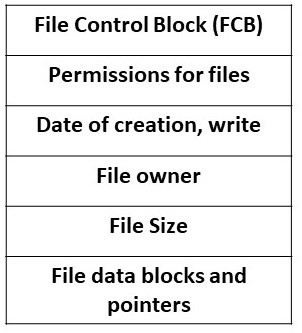 File Control Block (FCB)
Permissions for files
Date of creation, write
File owner
File Size
File data blocks and
pointers